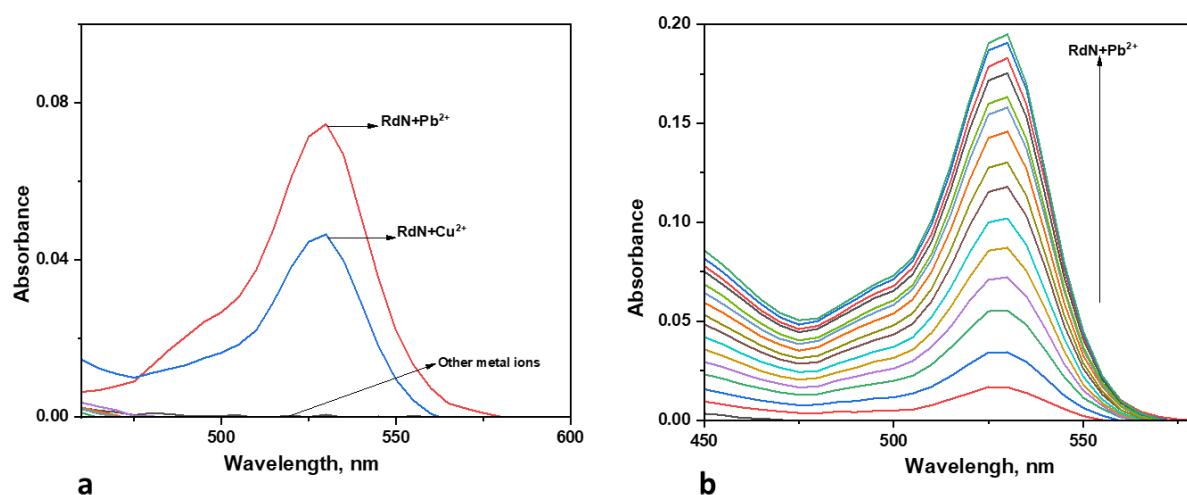 0.08
0.04
0.00
Absorbance
RdN+Pb²⁺
RdN+Cu²⁺
Other metal ions
500
550
600
Wavelength, nm
a
0.20
0.15
0.10
0.05
0.00
Absorbance
RdN+Pb²⁺
450
500
550
Wavelengh, nm
b